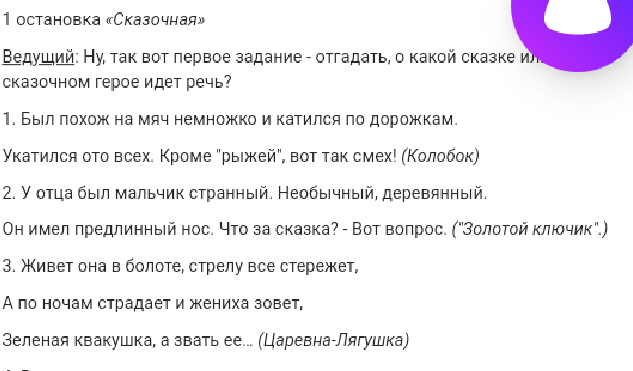 1 остановка «Сказочная»
Ведущий: Ну, так вот первое задание - отгадать, о какой сказке
сказочном герое идет речь?
1. Был похож на мяч немножко и катился по дорожкам.
Укатился ото всех. Кроме "рыжей", вот так смех! (Колобок)
2. У отца был мальчик странный. Необычный, деревянный.
Он имел предлинный нос. Что за сказка? - Вот вопрос. ("Золотой ключик".)
3. Живет она в болоте, стрелу все стережет,
А по ночам страдает и жениха зовет,
Зеленая квакушка, а звать ее... (Царевна-Лягушка)